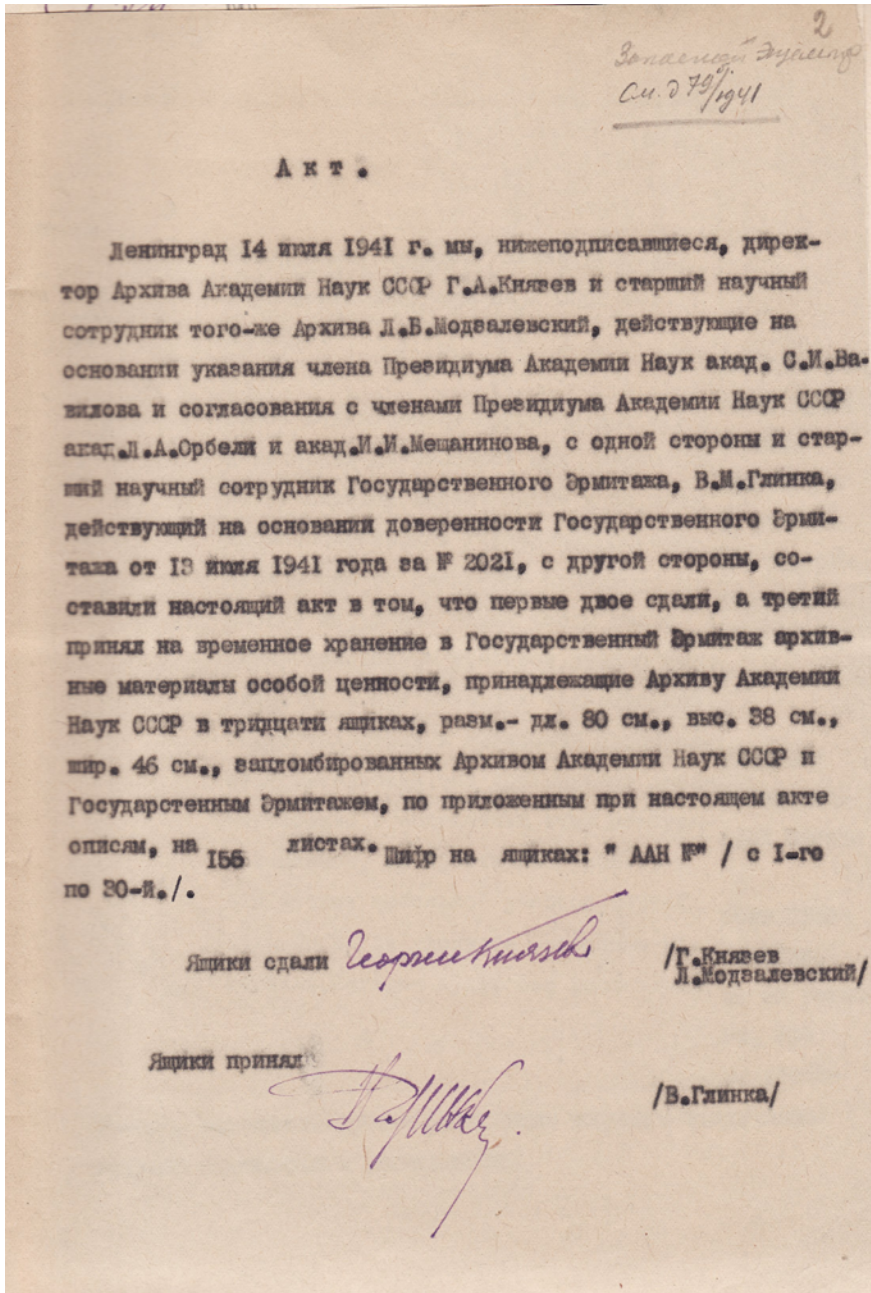 2
Запасной Экземпляр
См. д 79/1941
Акт.
Ленинград 14 июля 1941 г. мы, нижеподписавшиеся, дирек-
тор Архива Академии Наук СССР Г.А.Князев и старший научный
сотрудник того-же Архива Л.Б.Модзалевский, действующие на
основании указания члена Президиума Академии Наук акад. С.И.Ва-
вилова и согласования с членами Президиума Академии Наук СССР
акад.Л.А.Орбели и акад.И.И.Мещанинова, с одной стороны и стар-
ший научный сотрудник Государственного Эрмитажа, В.М.Глинка,
действующий на основании доверенности Государственного Эрми-
тажа от 13 июля 1941 года за № 2021, с другой стороны, со-
ставили настоящий акт в том, что первые двое сдали, а третий
принял на временное хранение в Государственный Эрмитаж архив-
ные материалы особой ценности, принадлежащие Архиву Академии
Наук СССР в тридцати ящиках, разм.- дл. 80 см., выс. 38 см.,
шир. 46 см., запломбированных Архивом Академии Наук СССР и
Государстенным Эрмитажем, по приложенным при настоящем акте
описям, на 156 листах. Шифр на ящиках: " ААН №" / с I-го
по 30-й./.
Ящики сдали Георгий Князев /Г.Князев
Л.Модзалевский/
Ящики принял
/В.Глинка/